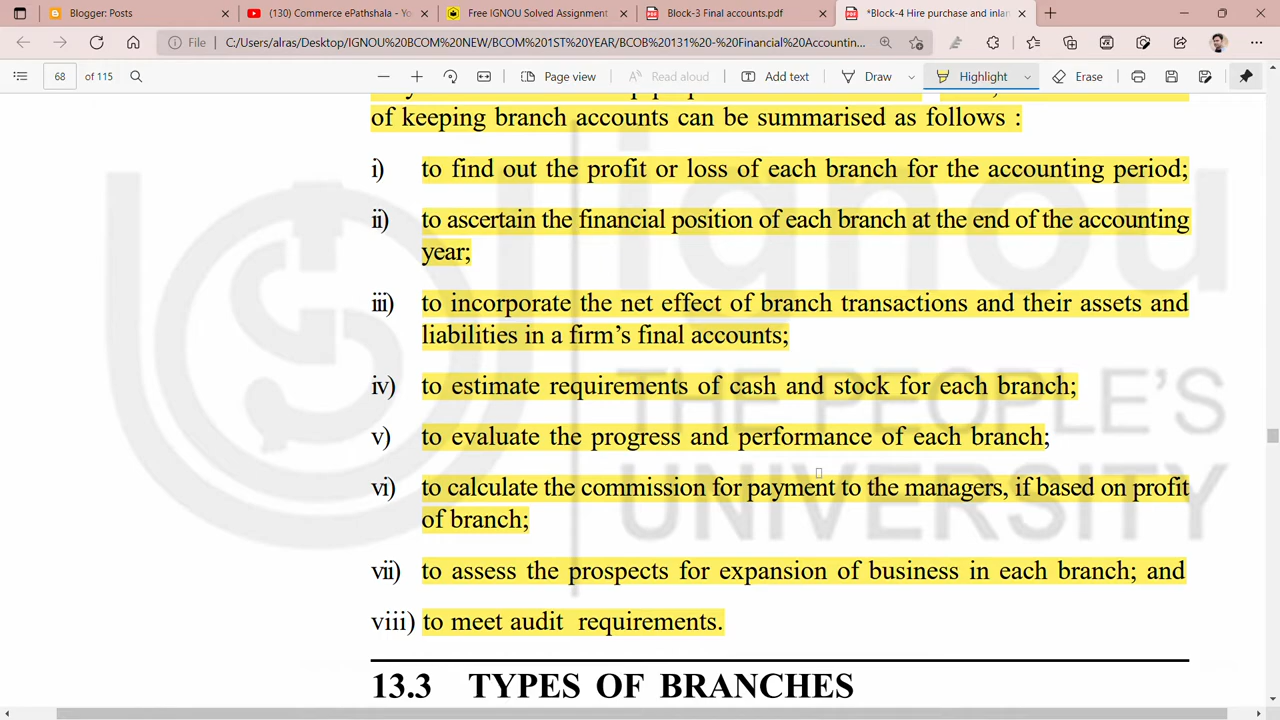 Blogger: Posts
(130) Commerce ePathshala - Yo
Free IGNOU Solved Assignment
Block-3 Final accounts.pdf
*Block-4 Hire purchase and inlan
File
C:/Users/alras/Desktop/IGNOU%20BCOM%20NEW/BCOM%201ST%20YEAR/BCOB%20131%20-%20Financial%20Accountin...
68 of 115
Page view
Read aloud
Add text
Draw
Highlight
Erase
of keeping branch accounts can be summarised as follows :
i) to find out the profit or loss of each branch for the accounting period;
ii) to ascertain the financial position of each branch at the end of the accounting
year;
iii) to incorporate the net effect of branch transactions and their assets and
liabilities in a firm's final accounts;
iv) to estimate requirements of cash and stock for each branch;
v) to evaluate the progress and performance of each branch;
vi) to calculate the commission for payment to the managers, if based on profit
of branch;
vii) to assess the prospects for expansion of business in each branch; and
viii) to meet audit requirements.
13.3 TYPES OF BRANCHES
ignou
THE PEOPLE'S
UNIVERSITY